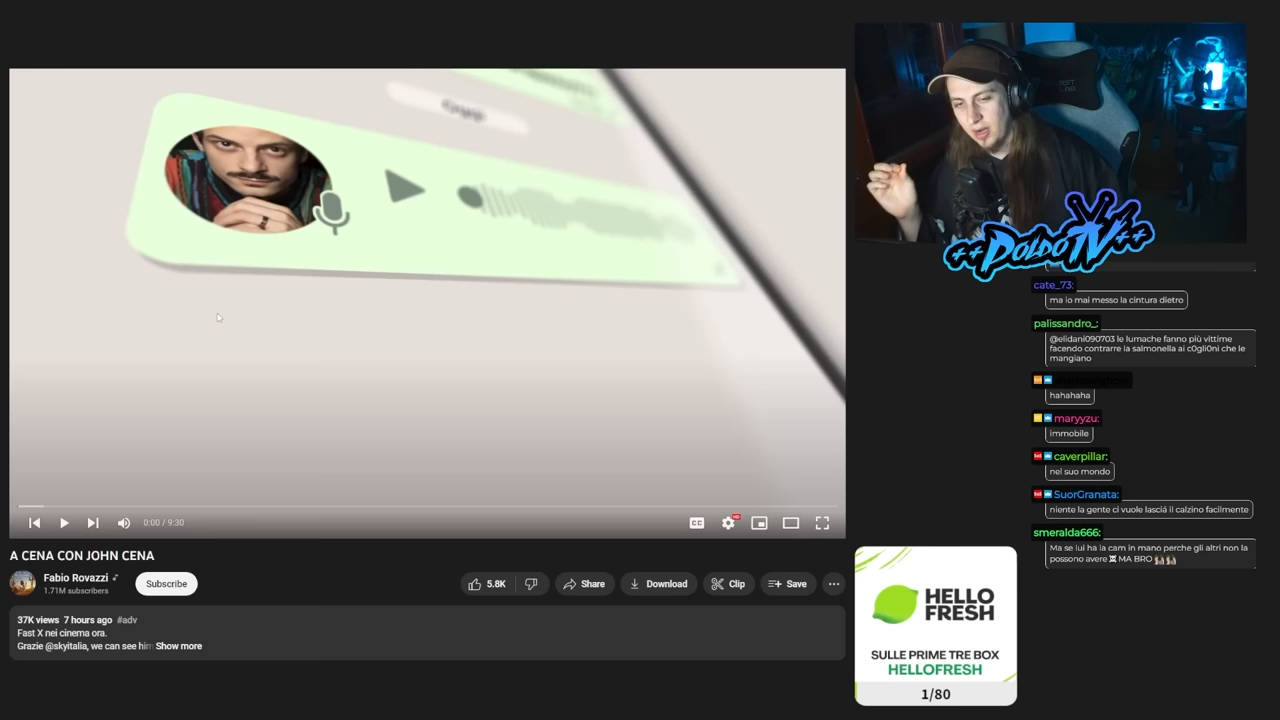 Oggi
A CENA CON JOHN CENA
Fabio Rovazzi
1.71M subscribers
Subscribe
5.8K
Share
Download
Clip
Save
37K views 7 hours ago #adv
Fast X nei cinema ora.
Grazie @skyitalia, we can see him Show more
0:00 / 9:30
CC
HD
++DOLDOTV++
cate_73:
ma io mai messo la cintura dietro
palissandro_:
@elidani090703 le lumache fanno più vittime
facendo contrarre la salmonella ai c0gli0ni che le
mangiano
hahahaha
maryyzu:
immobile
caverpillar:
nel suo mondo
SuorGranata:
niente la gente ci vuole lasciá il calzino facilmente
smeralda666:
Ma se lui ha la cam in mano perche gli altri non la
possono avere MA BRO
HELLO
FRESH
SULLE PRIME TRE BOX
HELLOFRESH
1/80